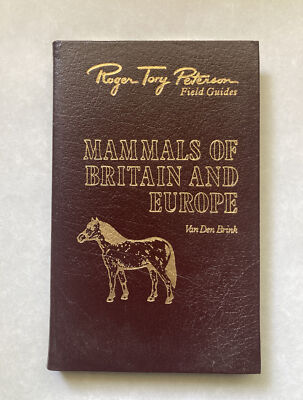 Roger Tory Peterson
Field Guides
MAMMALS OF
BRITAIN AND
EUROPE
Van Den Brink